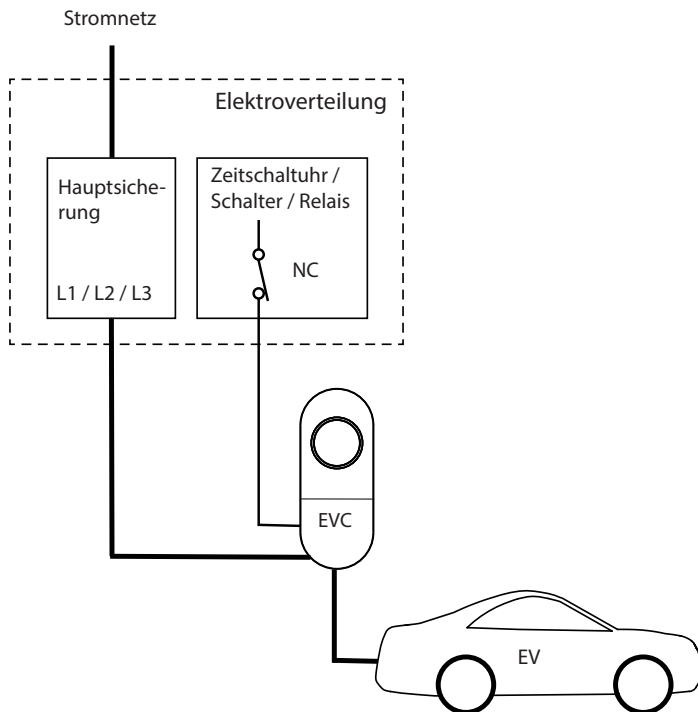 Stromnetz
Elektroverteilung
Hauptsiche-
rung
L1 / L2 / L3
Zeitschaltuhr /
Schalter / Relais
NC
EVC
EV